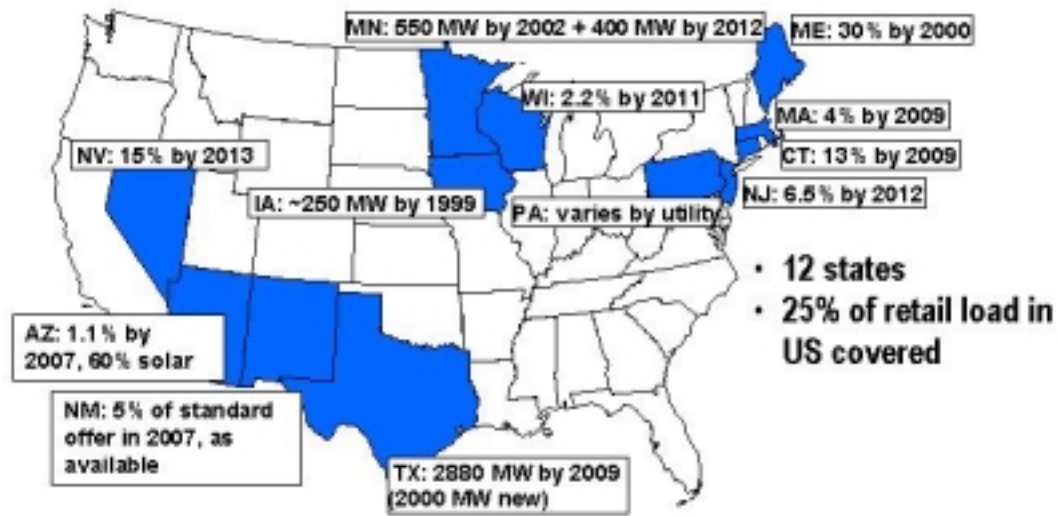 MN: 550 MW by 2002 + 400 MW by 2012
ME: 30% by 2000
WI: 2.2% by 2011
MA: 4% by 2009
NV: 15% by 2013
CT: 13% by 2009
IA: ~250 MW by 1999
PA: varies by utility
NJ: 6.5% by 2012
• 12 states
• 25% of retail load in
US covered
AZ: 1.1% by
2007, 60% solar
NM: 5% of standard
offer in 2007, as
available
TX: 2880 MW by 2009
(2000 MW new)